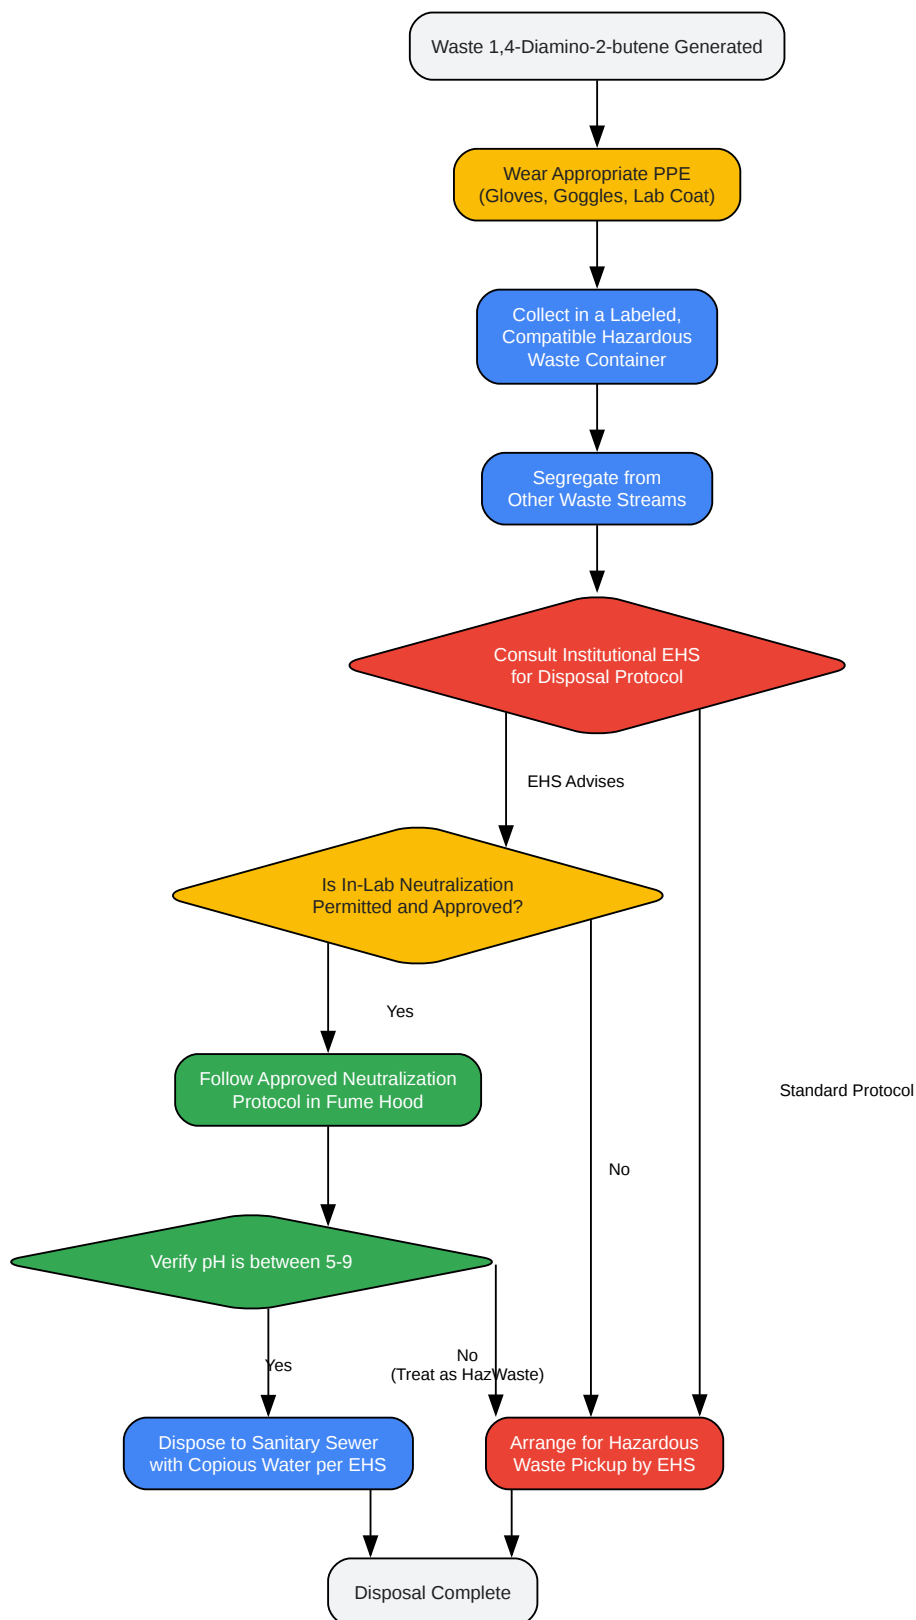 Waste 1,4-Diamino-2-butene Generated
Wear Appropriate PPE
(Gloves, Goggles, Lab Coat)
Collect in a Labeled,
Compatible Hazardous
Waste Container
Segregate from
Other Waste Streams
Consult Institutional EHS
for Disposal Protocol
EHS Advises
Is In-Lab Neutralization
Permitted and Approved?
Yes
Follow Approved Neutralization
Protocol in Fume Hood
Standard Protocol
No
Verify pH is between 5-9
Yes
No
(Treat as HazWaste)
Dispose to Sanitary Sewer
with Copious Water per EHS
Arrange for Hazardous
Waste Pickup by EHS
Disposal Complete